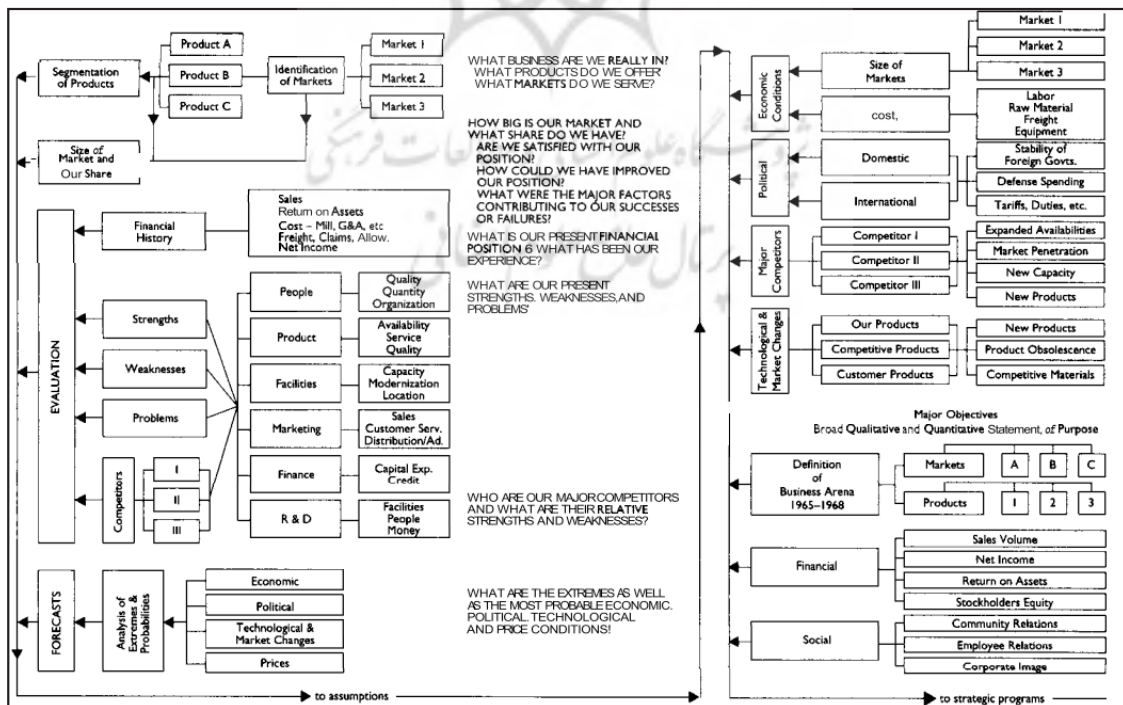 Segmentation
of Products
Product A
Product B
Product C
Identification
of Markets
Market 1
Market 2
Market 3
WHAT BUSINESS ARE WE REALLY IN?
WHAT PRODUCTS DO WE OFFER'
WHAT MARKETS DO WE SERVE?
Size of
Market and
Our Share
HOW BIG IS OUR MARKET AND
WHAT SHARE DO WE HAVE?
ARE WE SATISFIED WITH OUR
POSITION?
HOW COULD WE HAVE IMPROVED
OUR POSITION?
WHAT WERE THE MAJOR FACTORS
CONTRIBUTING TO OUR SUCCESSES
OR FAILURES?
EVALUATION
Financial
History
Sales
Return on Assets
Cost – Mill, G&A, etc
Freight, Claims, Allow.
Net Income
WHAT IS OUR PRESENT FINANCIAL
POSITION 6 WHAT HAS BEEN OUR
EXPERIENCE?
Strengths
Weaknesses
Problems
Competitors
I
II
III
People
Quality
Quantity
Organization
Product
Availability
Service
Quality
Facilities
Capacity
Modernization
Location
Marketing
Sales
Customer Serv.
Distribution/Ad.
Finance
Capital Exp.
Credit
R & D
Facilities
People
Money
WHAT ARE OUR PRESENT
STRENGTHS. WEAKNESSES, AND
PROBLEMS'
WHO ARE OUR MAJOR COMPETITORS
AND WHAT ARE THEIR RELATIVE
STRENGTHS AND WEAKNESSES?
FORECASTS
Analysis of
Extremes &
Probabilities
Economic
Political
Technological &
Market Changes
Prices
WHAT ARE THE EXTREMES AS WELL
AS THE MOST PROBABLE ECONOMIC.
POLITICAL. TECHNOLOGICAL
AND PRICE CONDITIONS!
to assumptions
Economic
Conditions
Size of
Markets
Market 1
Market 2
Market 3
cost,
Labor
Raw Material
Freight
Equipment
Political
Domestic
International
Stability of
Foreign Govts.
Defense Spending
Tariffs, Duties, etc.
Major
Competitors
Competitor I
Competitor II
Competitor III
Expanded Availabilities
Market Penetration
New Capacity
New Products
Technological &
Market Changes
Our Products
Competitive Products
Customer Products
New Products
Product Obsolescence
Competitive Materials
Major Objectives
Broad Qualitative and Quantitative Statement, of Purpose
Definition
of
Business Arena
1965–1968
Markets
A
B
C
Products
1
2
3
Financial
Sales Volume
Net Income
Return on Assets
Stockholders Equity
Social
Community Relations
Employee Relations
Corporate Image
to strategic programs
پژوهشگاه علوم انسانی و مطالعات فرهنگی
پرتال جامع علوم انسانی